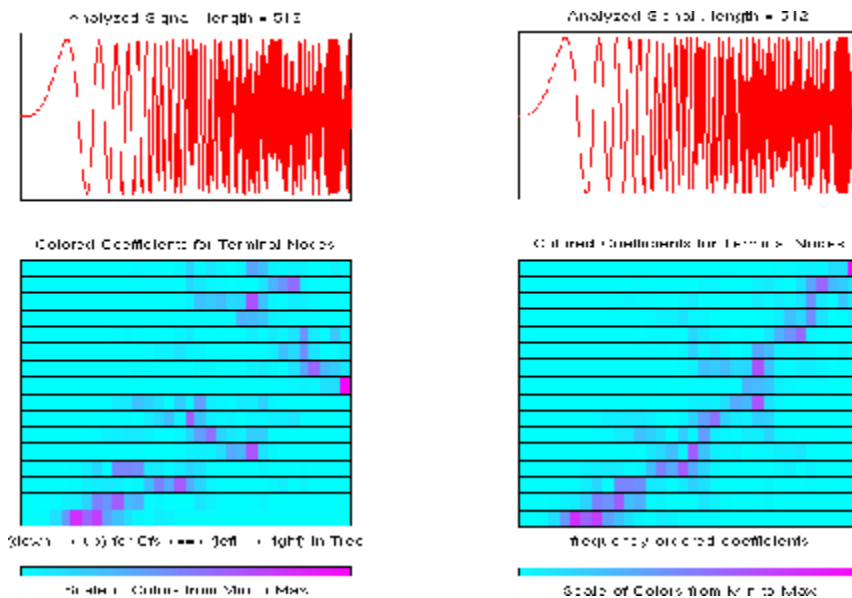 Analyzed Signal : length = 512
Analyzed Signal : length = 512
Colored Coefficients for Terminal Nodes
Colored Coefficients for Terminal Nodes
(down -> up) for Cfs <==> (left -> right) in Tree
frequency ordered coefficients
Scale of Colors from Min to Max
Scale of Colors from Min to Max